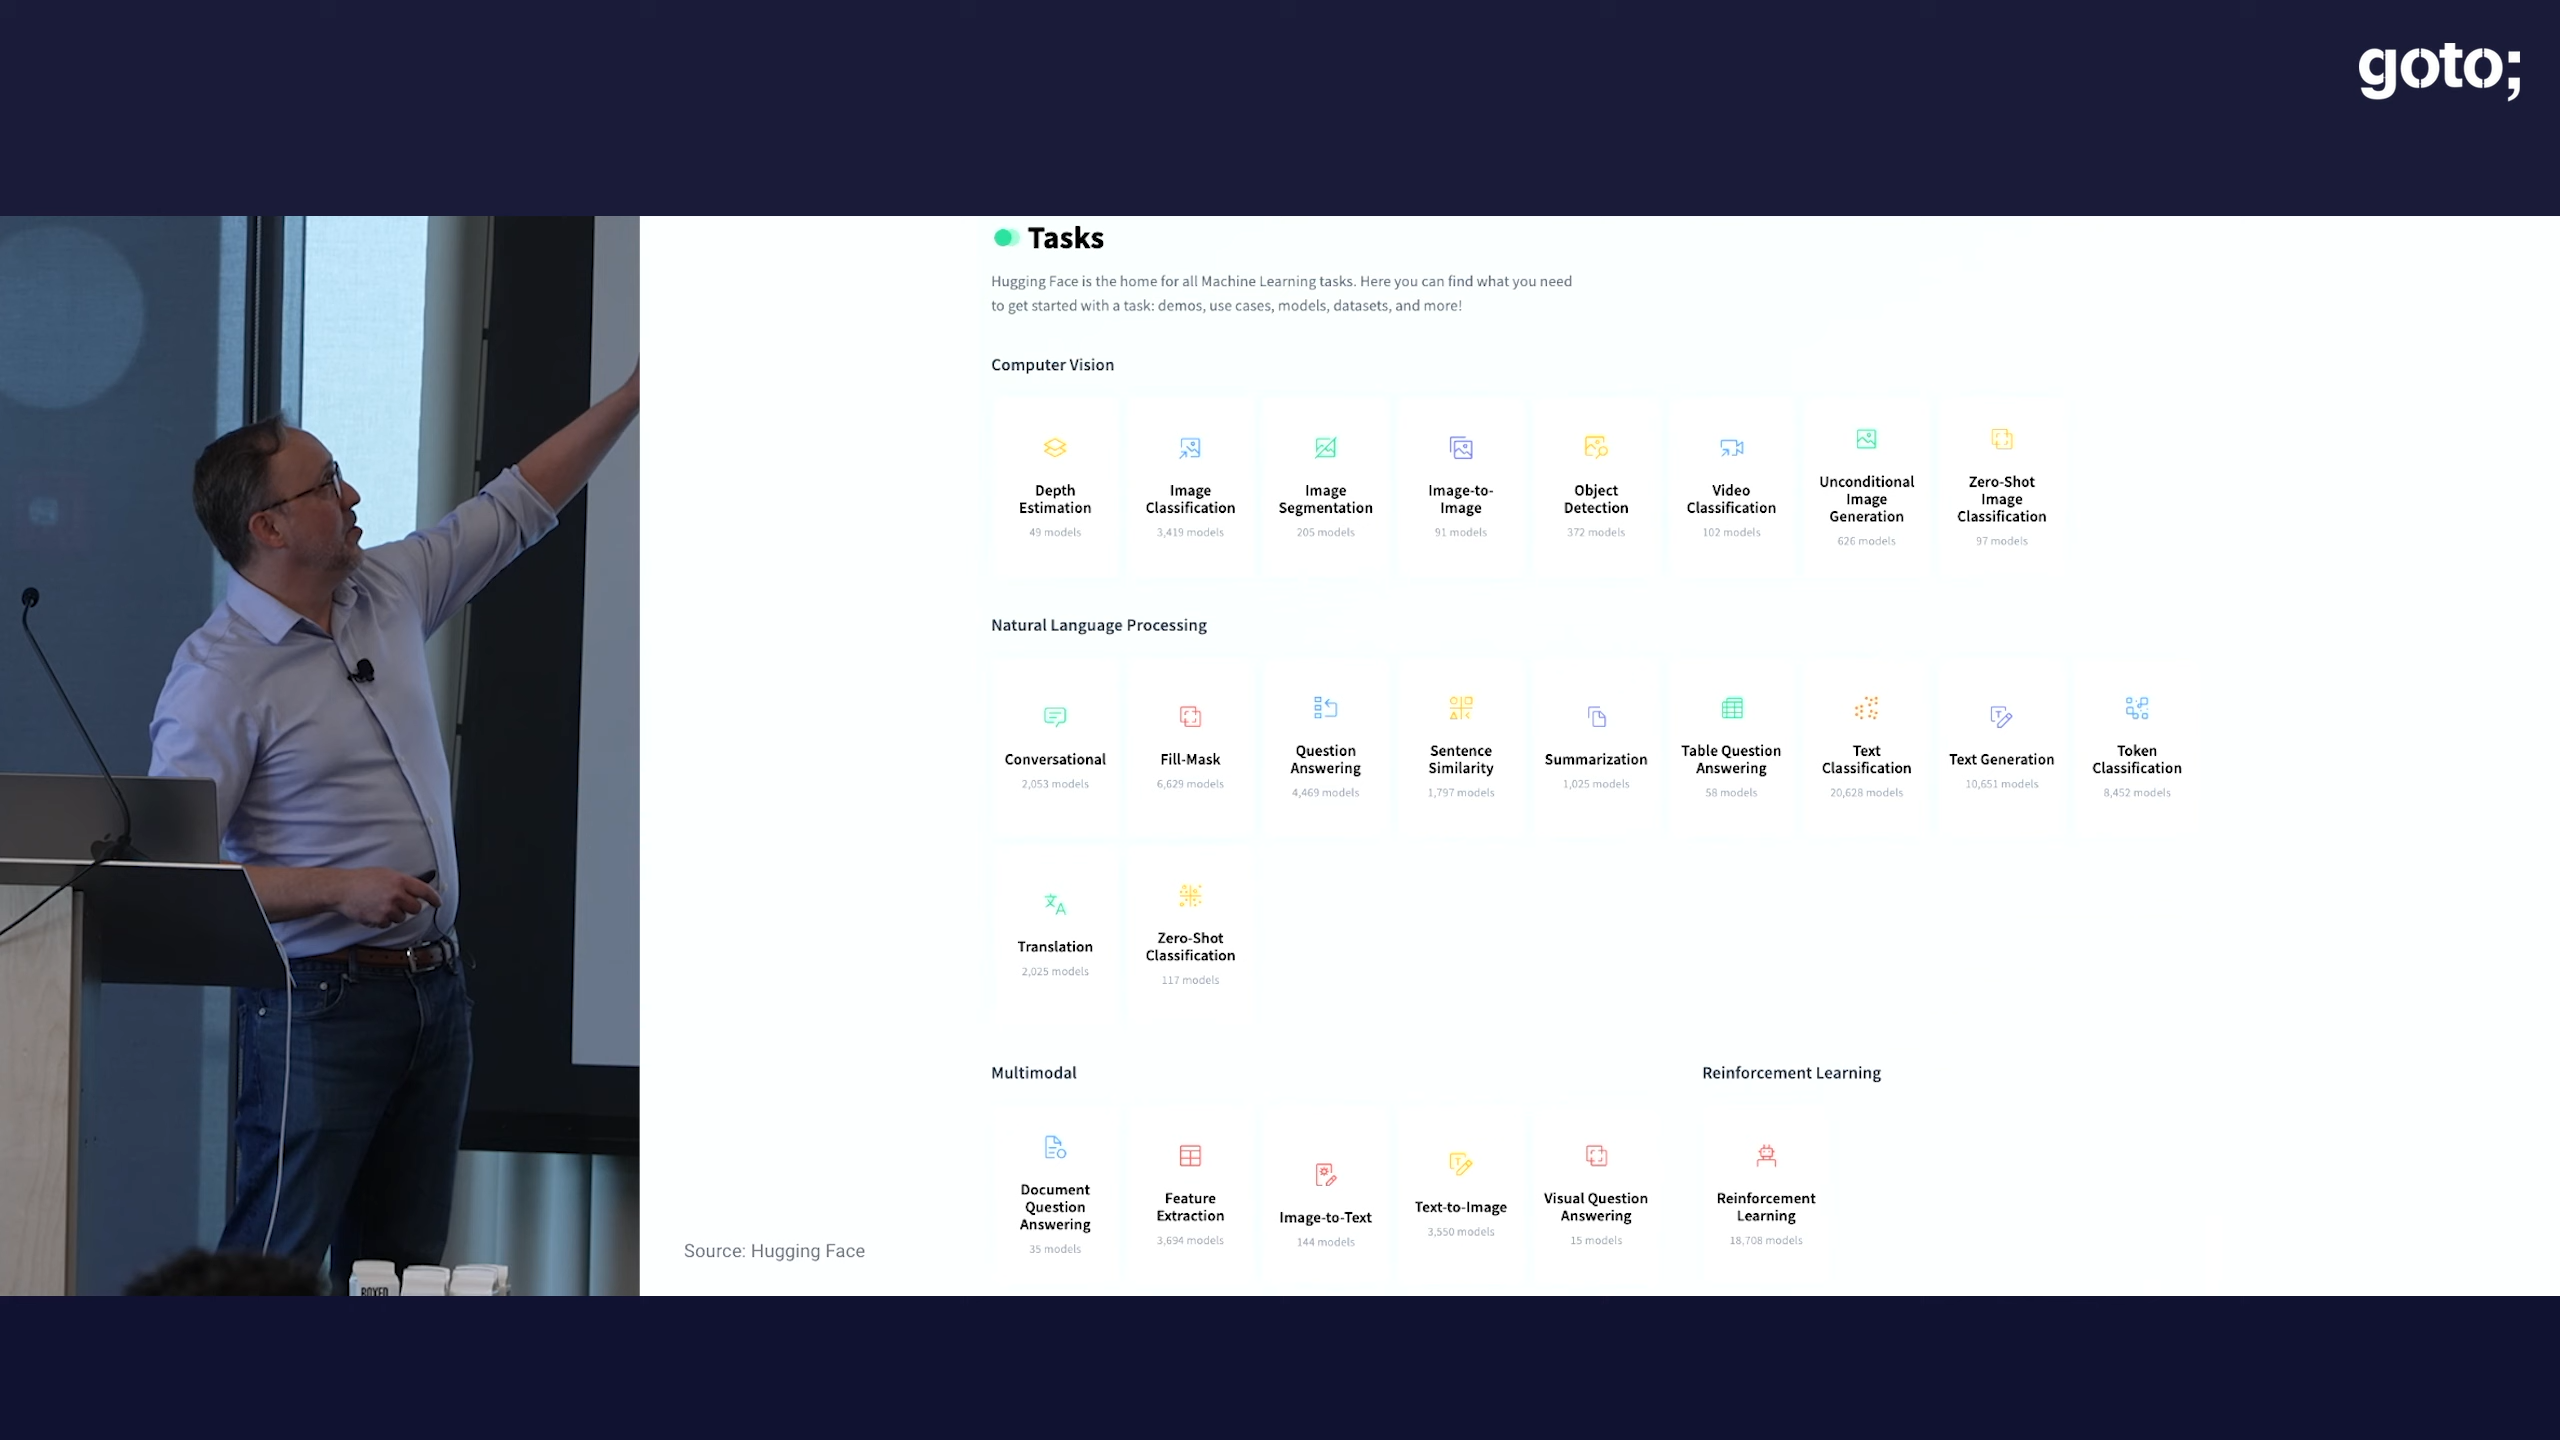 goto;
Tasks
Hugging Face is the home for all Machine Learning tasks. Here you can find what you need
to get started with a task: demos, use cases, models, datasets, and more!
Computer Vision
Depth
Estimation
49 models
Image
Classification
3,419 models
Image
Segmentation
205 models
Image-to-
Image
91 models
Object
Detection
372 models
Video
Classification
102 models
Unconditional
Image
Generation
626 models
Zero-Shot
Image
Classification
97 models
Natural Language Processing
Conversational
2,053 models
Fill-Mask
6,629 models
Question
Answering
4,469 models
Sentence
Similarity
1,797 models
Summarization
1,025 models
Table Question
Answering
58 models
Text
Classification
20,628 models
Text Generation
10,651 models
Token
Classification
8,452 models
Translation
2,025 models
Zero-Shot
Classification
117 models
Multimodal
Document
Question
Answering
35 models
Feature
Extraction
3,694 models
Image-to-Text
144 models
Text-to-Image
3,550 models
Visual Question
Answering
15 models
Reinforcement Learning
Reinforcement
Learning
18,708 models
Source: Hugging Face
BOXED